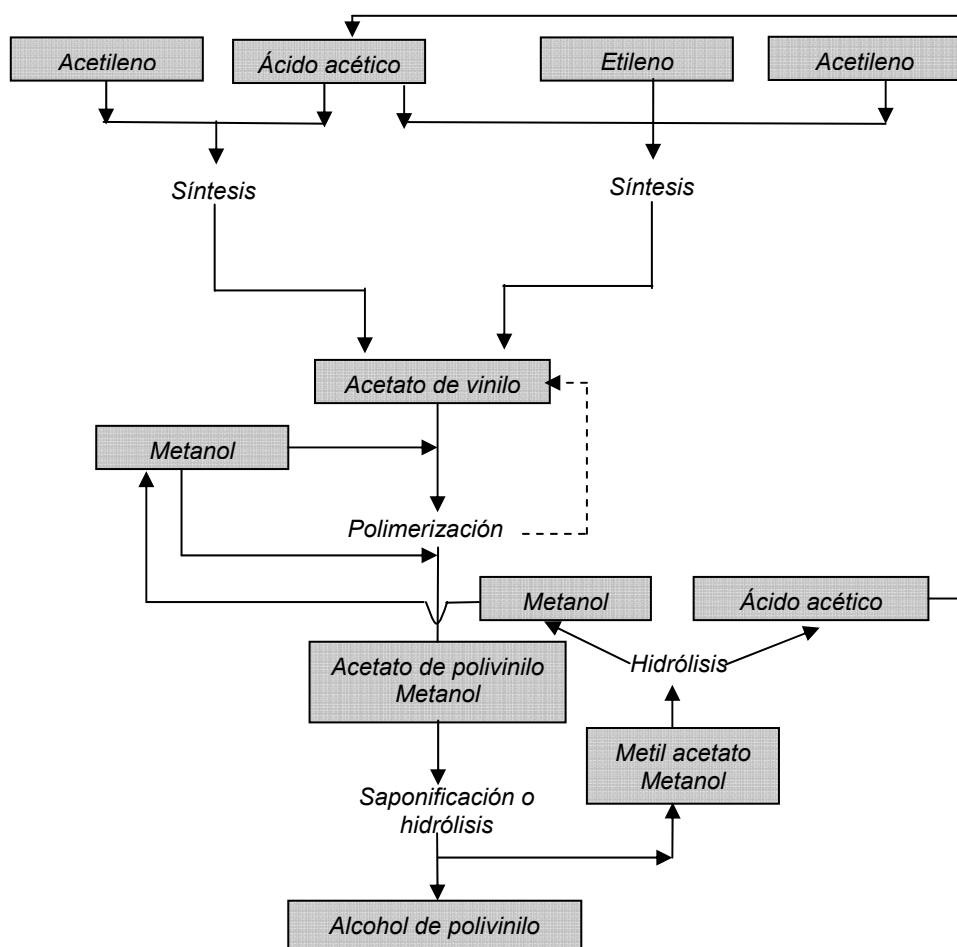 Acetileno
Ácido acético
Etileno
Acetileno
Síntesis
Síntesis
Acetato de vinilo
Metanol
Polimerización
Metanol
Ácido acético
Acetato de polivinilo
Metanol
Hidrólisis
Metil acetato
Metanol
Saponificación o
hidrólisis
Alcohol de polivinilo